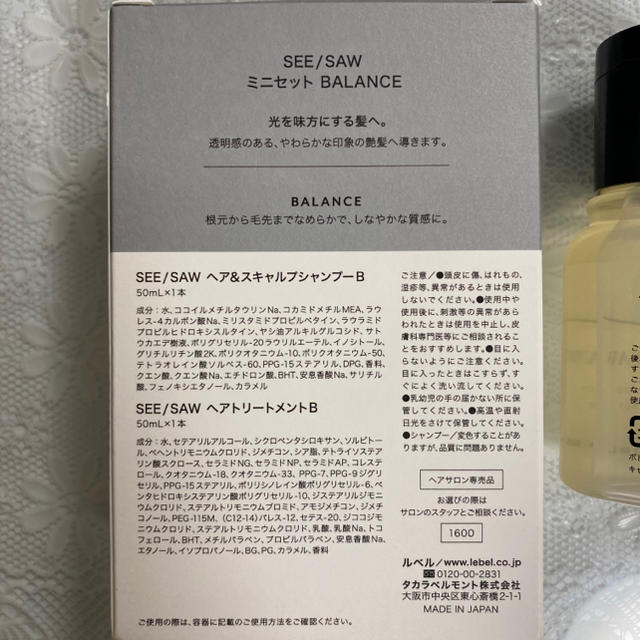 SEE/SAW
ミニセット BALANCE
光を味方にする髪へ。
透明感のある、やわらかな印象の艶髪へ導きます。
BALANCE
根元から毛先までなめらかで、しなやかな質感に。
SEE/SAW ヘア&スキャルプシャンプーB
50mL×1本
成分：水、ココイルメチルタウリンNa、コカミドメチルMEA、ラウ
レス-4カルボン酸Na、ミリスタミドプロピルベタイン、ラウラミド
プロピルヒドロキシスルタイン、ヤシ油アルキルグルコシド、サト
ウカエデ樹液、ポリグリセリル-20ラウリルエーテル、イノシトール、
グリチルリチン酸2K、ポリクオタニウム-10、ポリクオタニウム-50、
テトラオレイン酸ソルベス-60、PPG-15ステアリル、DPG、香料、
クエン酸、クエン酸Na、エチドロン酸、BHT、安息香酸Na、サリチル
酸、フェノキシエタノール、カラメル
SEE/SAW ヘアトリートメントB
50mL×1本
成分：水、セテアリルアルコール、シクロペンタシロキサン、ソルビトー
ル、ベヘントリモニウムクロリド、ジメチコン、シア脂、テトライソステア
リン酸スクロース、セラミドNG、セラミドNP、セラミドAP、コレステ
ロール、クオタニウム-18、クオタニウム-33、PPG-7、PPG-9ジグリ
セリル、PPG-15ステアリル、ポリリシノレイン酸ポリグリセリル-6、ペ
ンタヒドロキシステアリン酸ポリグリセリル-10、ジステアリルジモニ
ウムクロリド、ステアルトリモニウムブロミド、アモジメチコン、ジメチ
コノール、PEG-115M、(C12-14)パレス-12、セテス-20、ジココジモ
ニウムクロリド、ステアルトリモニウムクロリド、乳酸、乳酸Na、トコ
フェロール、BHT、メチルパラベン、プロピルパラベン、安息香酸Na、
エタノール、イソプロパノール、BG、PG、カラメル、香料
ご使用の際は、容器に記載のご使用方法をご確認ください。
ご注意/●頭皮に傷、はれもの、
湿疹等、異常があるときは使用
しないでください。●使用中や
使用後に、刺激等の異常があら
われたときは使用を中止し、皮
膚科専門医等にご相談されるこ
とをおすすめします。●目に入
らないようにご注意ください。
目に入ったときはこすらず、す
ぐによく洗い流してください。
●乳幼児の手の届かない所に保
管してください。●高温や直射
日光をさけて保管してください。
●シャンプー/変色することがあ
りますが、品質に問題ありません。
ヘアサロン専売品
お選びの際は
サロンのスタッフとご相談ください。
1600
ルベル/www.lebel.co.jp
0120-00-2831
タカラベルモント株式会社
大阪市中央区東心斎橋2-1-1
MADE IN JAPAN